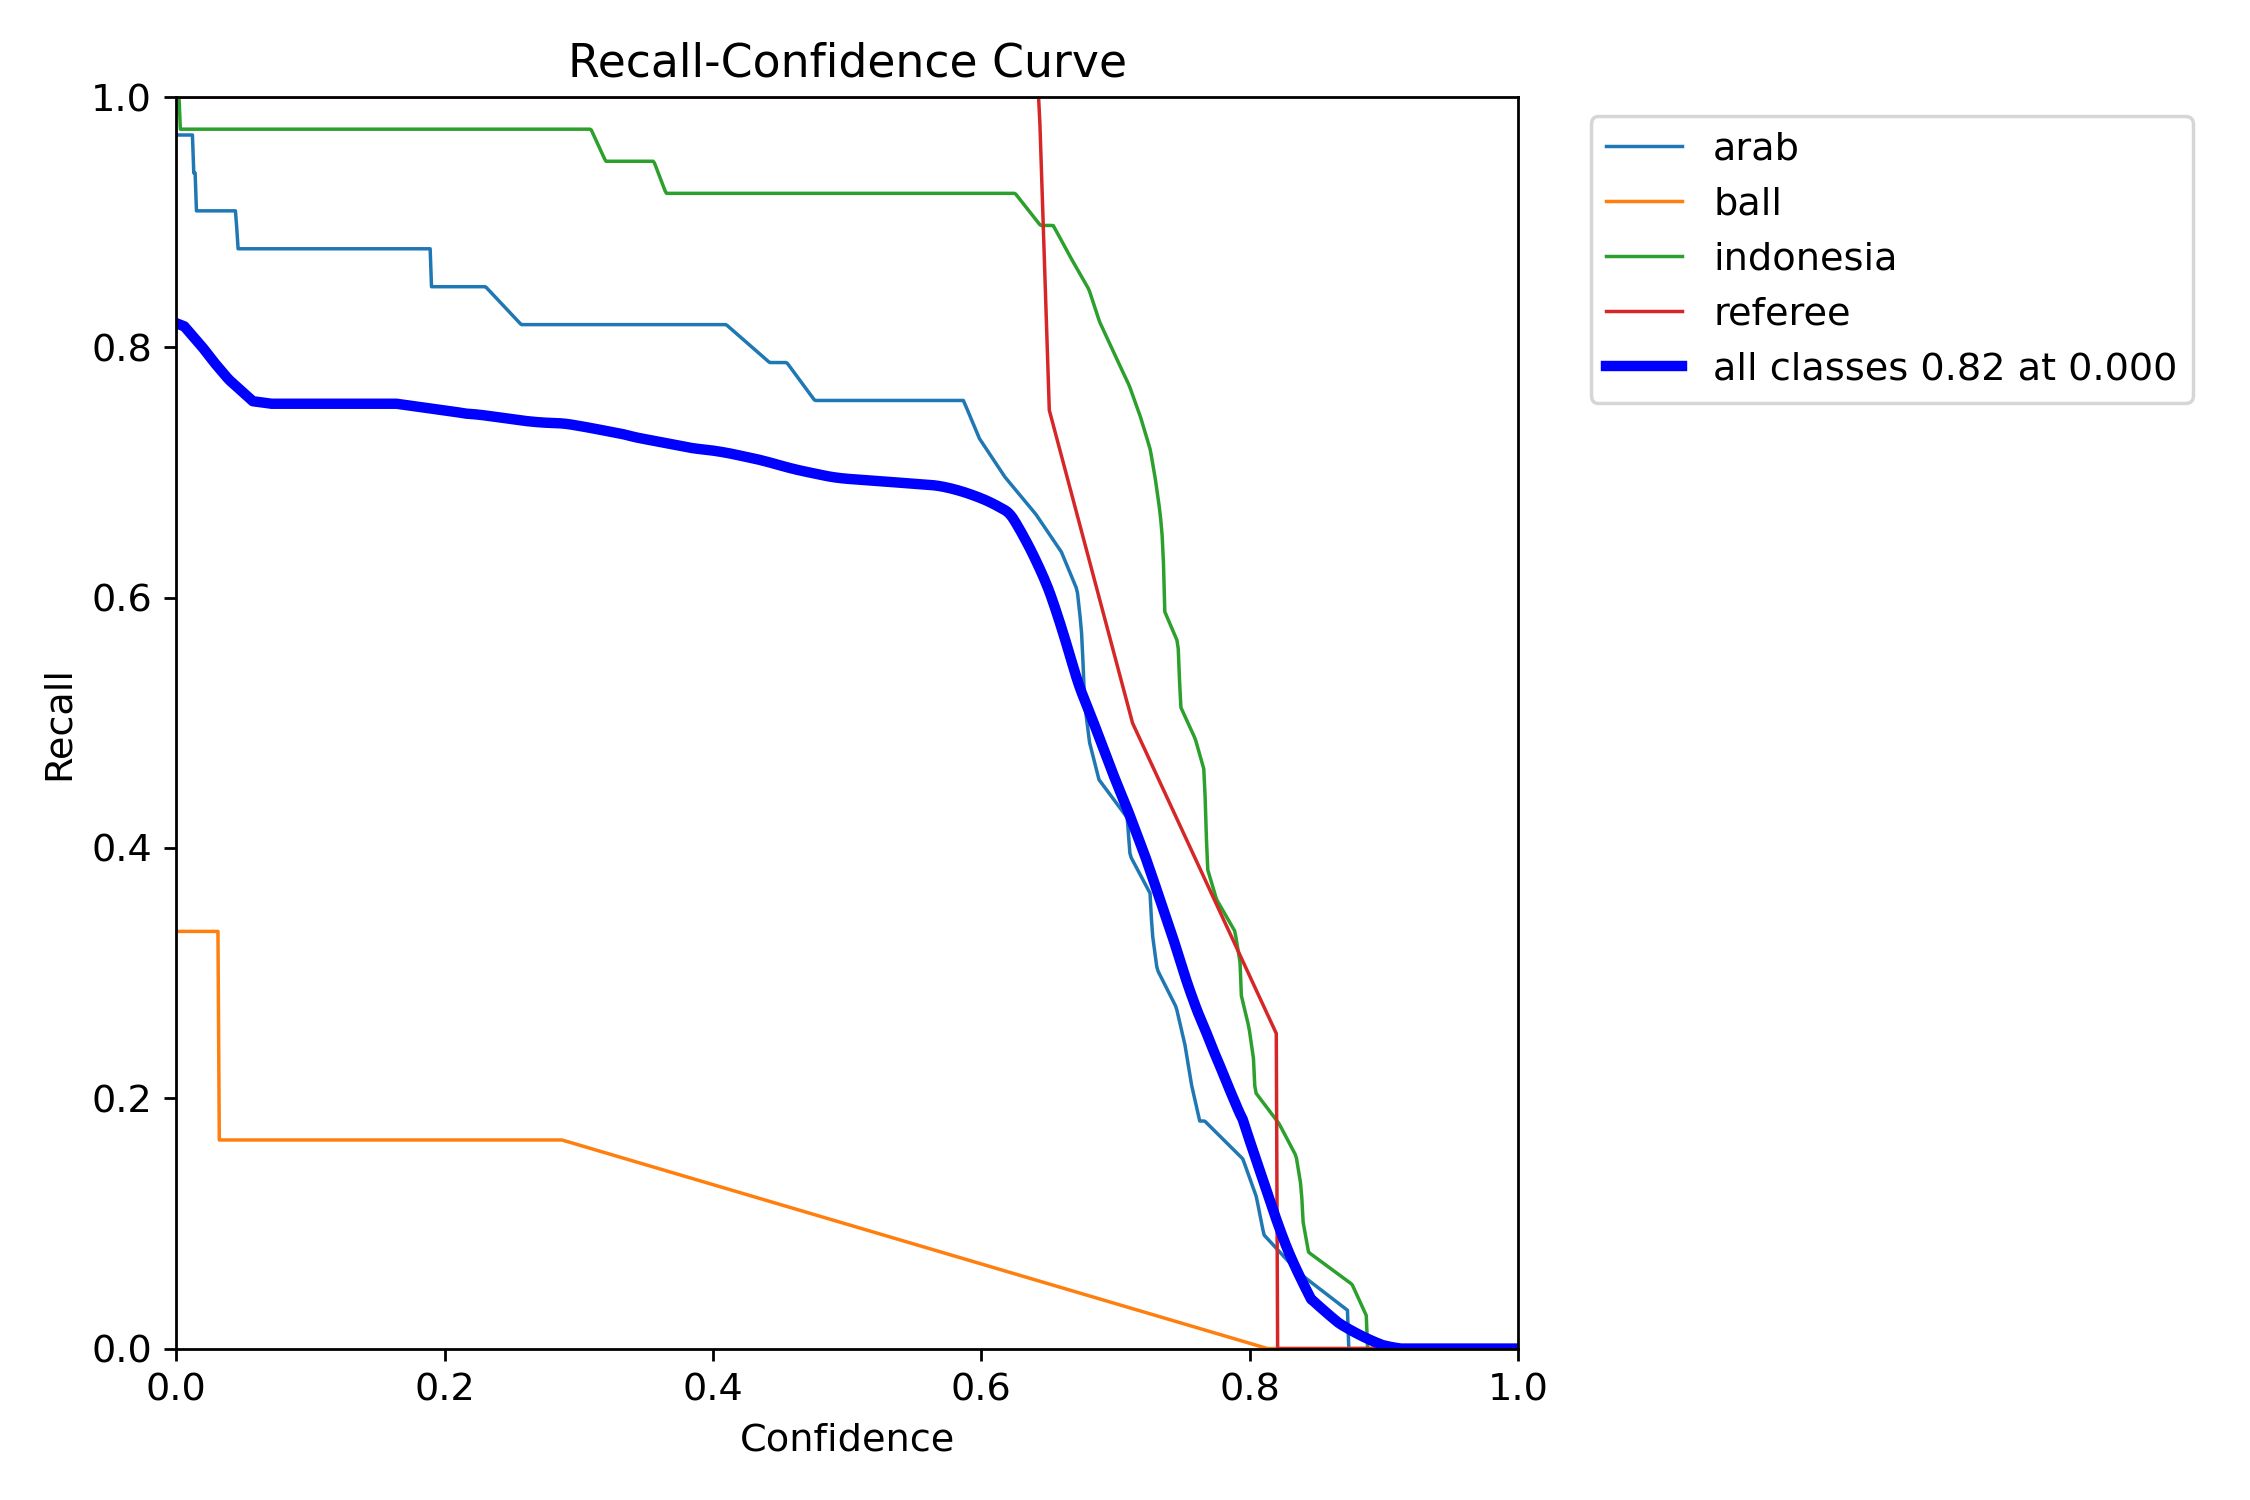 Recall-Confidence Curve
1.0
0.8
0.6
0.4
0.2
0.0
Recall
0.0 0.2 0.4 0.6 0.8 1.0
Confidence
arab
ball
indonesia
referee
all classes 0.82 at 0.000